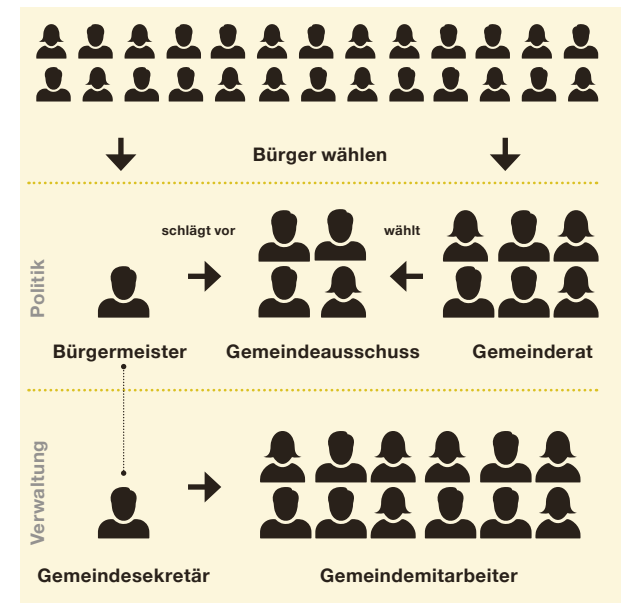 Bürger wählen
Politik
schlägt vor
wählt
Bürgermeister
Gemeindeausschuss
Gemeinderat
Verwaltung
Gemeindesekretär
Gemeindemitarbeiter